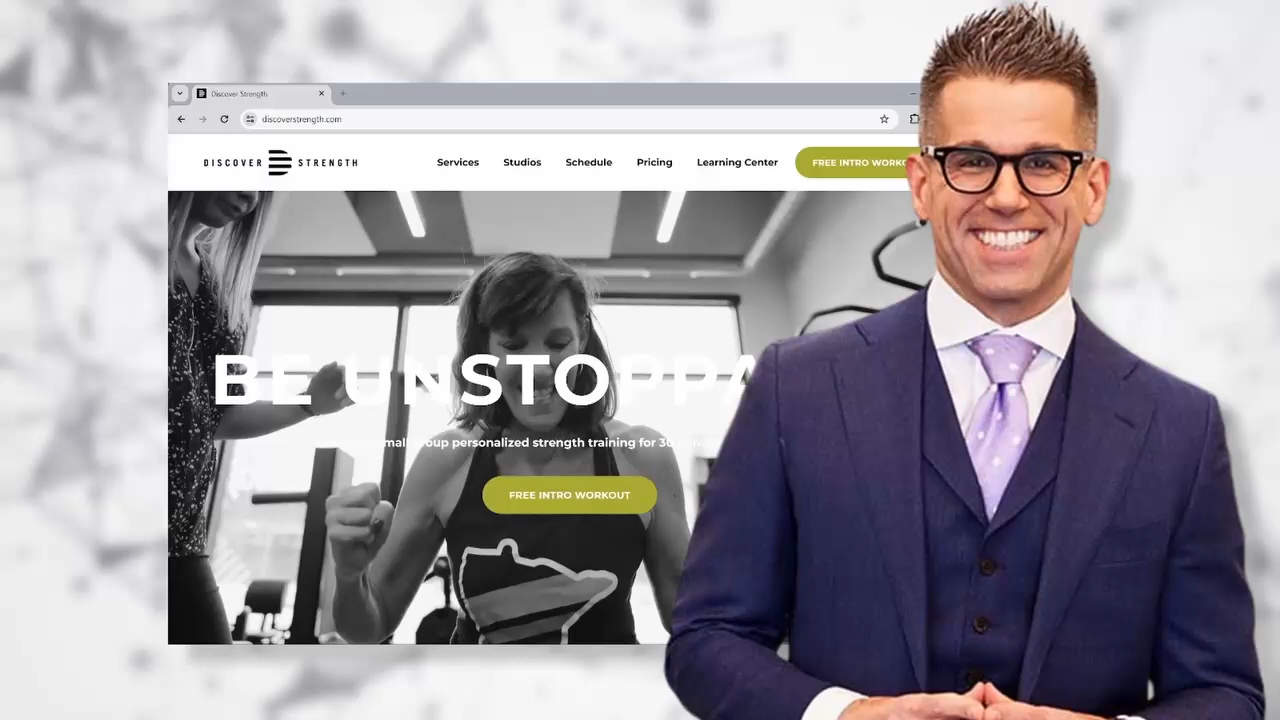 Discover Strength
discoverstrength.com
DISCOVER STRENGTH
Services Studios Schedule Pricing Learning Center FREE INTRO WORKO
BE UNSTOPPA
mall group personalized strength training for 30
FREE INTRO WORKOUT